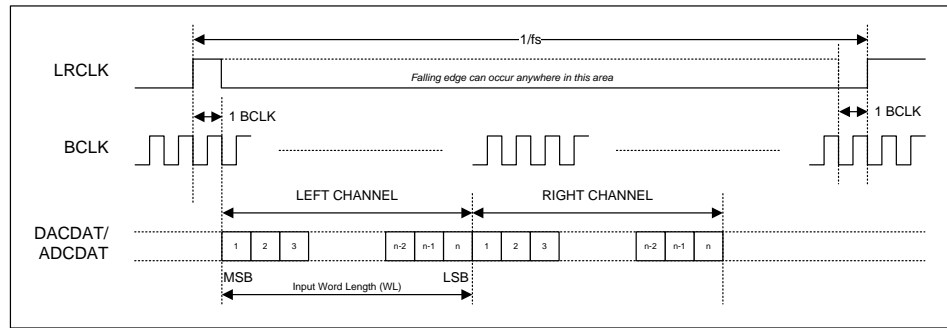 1/fs
LRCLK
Falling edge can occur anywhere in this area
1 BCLK
1 BCLK
BCLK
LEFT CHANNEL
RIGHT CHANNEL
DACDAT/
ADCDAT
1 2 3 n-2 n-1 n 1 2 3 n-2 n-1 n
MSB
LSB
Input Word Length (WL)